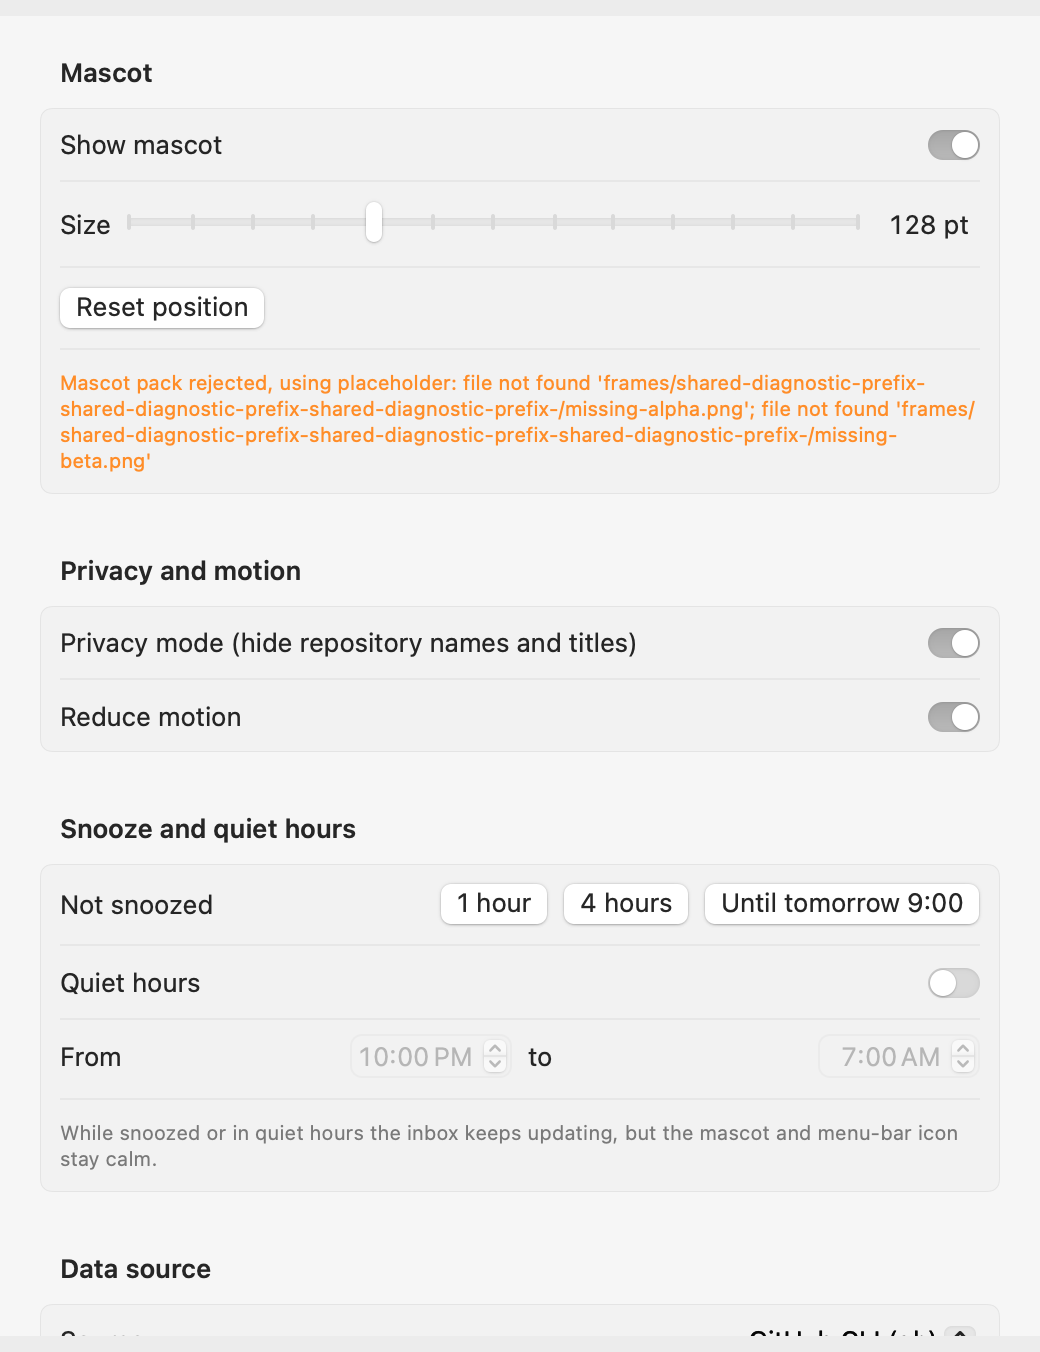 Mascot
Show mascot
Size 128 pt
Reset position
Mascot pack rejected, using placeholder: file not found 'frames/shared-diagnostic-prefix-
shared-diagnostic-prefix-shared-diagnostic-prefix-/missing-alpha.png'; file not found 'frames/
shared-diagnostic-prefix-shared-diagnostic-prefix-shared-diagnostic-prefix-/missing-
beta.png'
Privacy and motion
Privacy mode (hide repository names and titles)
Reduce motion
Snooze and quiet hours
Not snoozed 1 hour 4 hours Until tomorrow 9:00
Quiet hours
From 10:00 PM to 7:00 AM
While snoozed or in quiet hours the inbox keeps updating, but the mascot and menu-bar icon
stay calm.
Data source
Source GitHub CLI (gh)